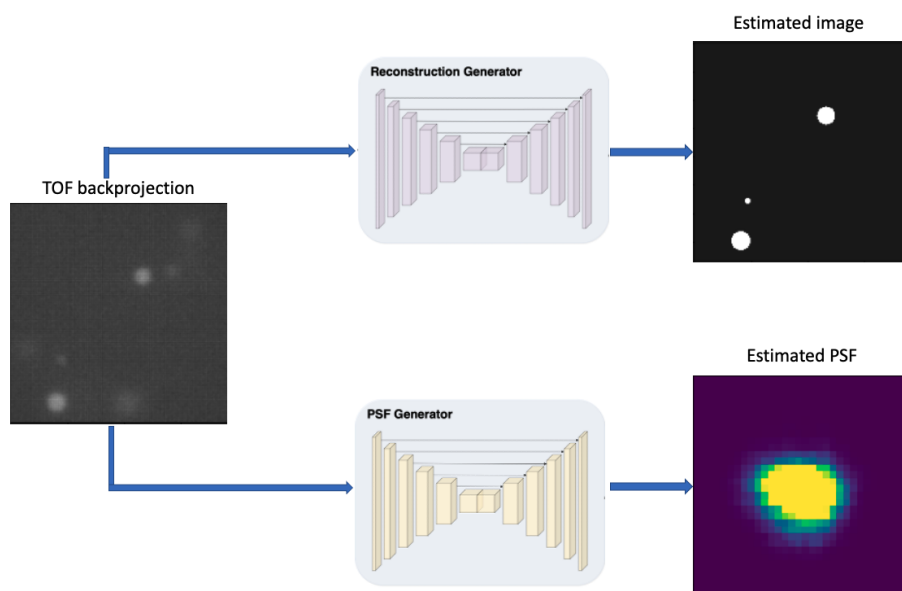 Estimated image
Reconstruction Generator
TOF backprojection
Estimated PSF
PSF Generator